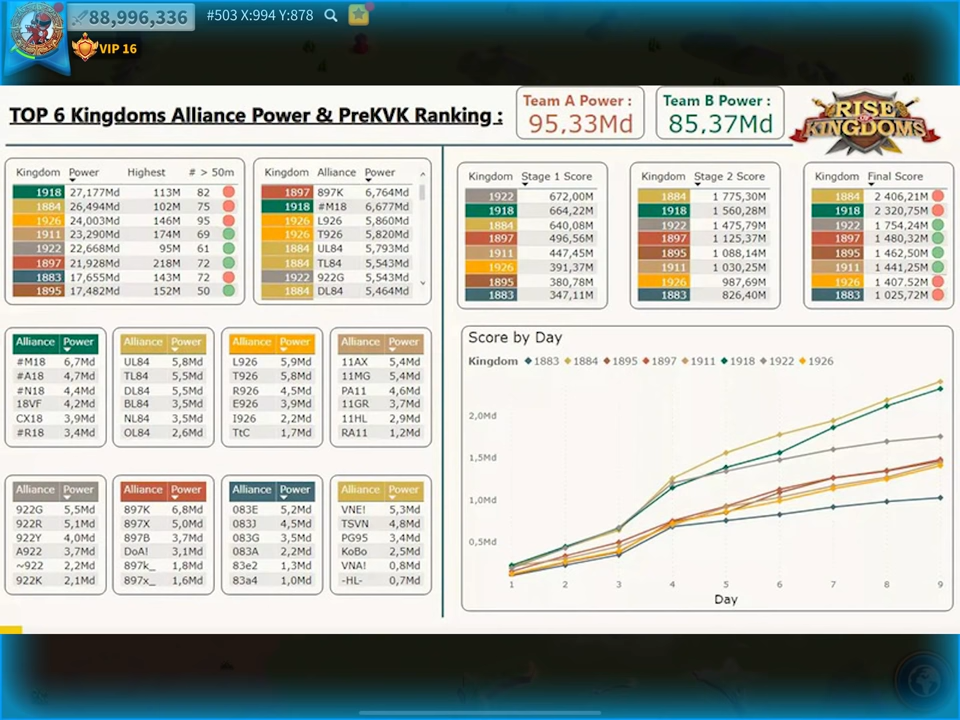 88,996,336
#503 X:994 Y:878
VIP 16
TOP 6 Kingdoms Alliance Power & PreKVK Ranking :
Team A Power :
95,33Md
Team B Power :
85,37Md
RISE OF KINGDOMS
Kingdom Power Highest # > 50m
1918 27,177Md 113M 82
1884 26,494Md 102M 75
1926 24,003Md 146M 95
1911 23,290Md 174M 69
1922 22,668Md 95M 61
1897 21,928Md 218M 72
1883 17,655Md 143M 72
1895 17,482Md 152M 50
Kingdom Alliance Power
1897 897K 6,764Md
1918 #M18 6,677Md
1926 L926 5,860Md
1926 T926 5,820Md
1884 UL84 5,793Md
1884 TL84 5,543Md
1922 922G 5,543Md
1884 DL84 5,464Md
Kingdom Stage 1 Score
1922 672,00M
1918 664,22M
1884 640,08M
1897 496,56M
1911 447,45M
1926 391,37M
1895 380,78M
1883 347,11M
Kingdom Stage 2 Score
1884 1 775,30M
1918 1 560,28M
1922 1 475,79M
1897 1 125,37M
1895 1 088,14M
1911 1 030,25M
1926 987,69M
1883 826,40M
Kingdom Final Score
1884 2 406,21M
1918 2 320,75M
1922 1 754,24M
1897 1 480,32M
1895 1 462,50M
1911 1 441,25M
1926 1 407,52M
1883 1 025,72M
Alliance Power
#M18 6,7Md
#A18 4,7Md
#N18 4,4Md
18VF 4,2Md
CX18 3,9Md
#R18 3,4Md
Alliance Power
UL84 5,8Md
TL84 5,5Md
DL84 5,5Md
BL84 3,5Md
NL84 3,5Md
OL84 2,6Md
Alliance Power
L926 5,9Md
T926 5,8Md
R926 4,5Md
E926 3,9Md
I926 2,2Md
TtC 1,7Md
Alliance Power
11AX 5,4Md
11MG 5,4Md
PA11 4,6Md
11GR 3,7Md
11HL 2,9Md
RA11 1,2Md
Alliance Power
922G 5,5Md
922R 5,1Md
922Y 4,0Md
A922 3,7Md
~922 2,2Md
922K 2,1Md
Alliance Power
897K 6,8Md
897X 5,0Md
897B 3,7Md
DoA! 3,1Md
897k_ 1,8Md
897x_ 1,6Md
Alliance Power
083E 5,2Md
083J 4,5Md
083G 3,5Md
083A 2,2Md
83e2 1,3Md
83a4 1,0Md
Alliance Power
VNE! 5,3Md
TSVN 4,8Md
PG95 3,4Md
KoBo 2,5Md
VNA! 0,8Md
-HL- 0,7Md
Score by Day
Kingdom 1883 1884 1895 1897 1911 1918 1922 1926
2,0Md
1,5Md
1,0Md
0,5Md
1 2 3 4 5 6 7 8 9
Day